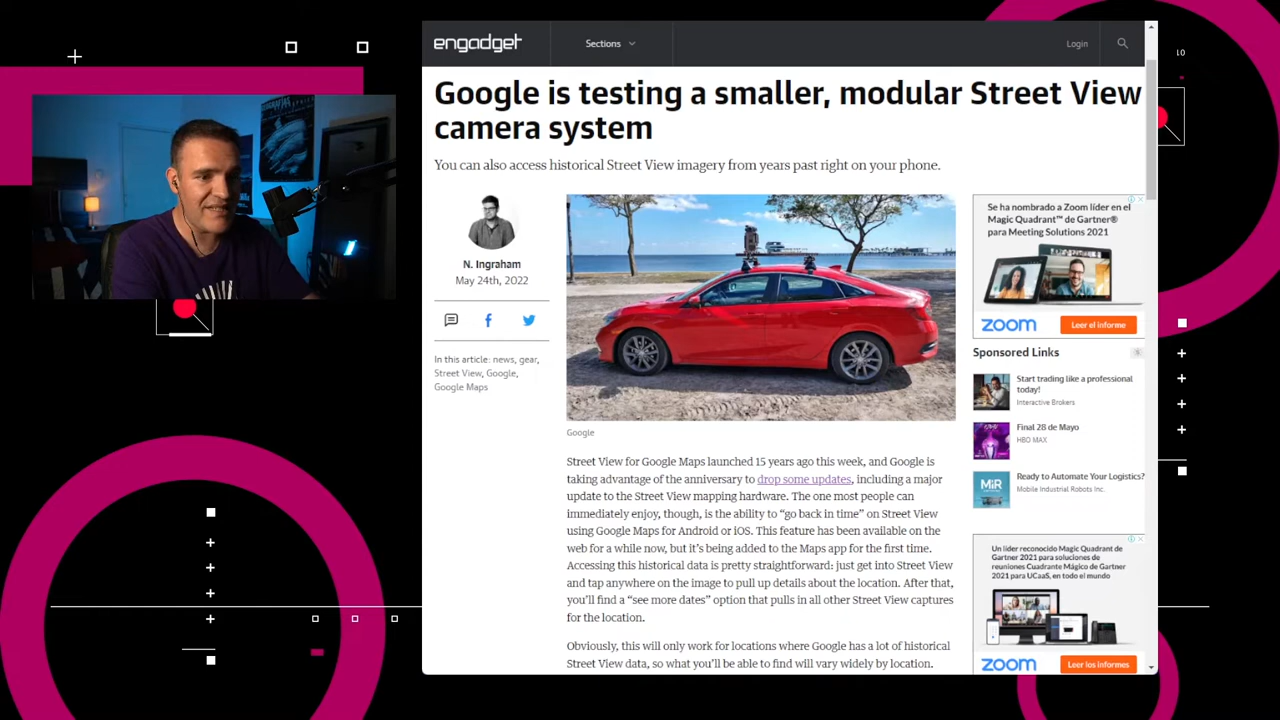 engadget
Sections
Login
Google is testing a smaller, modular Street View
camera system
You can also access historical Street View imagery from years past right on your phone.
N. Ingraham
May 24th, 2022
In this article: news, gear,
Street View, Google,
Google Maps
Google
Street View for Google Maps launched 15 years ago this week, and Google is
taking advantage of the anniversary to drop some updates, including a major
update to the Street View mapping hardware. The one most people can
immediately enjoy, though, is the ability to “go back in time” on Street View
using Google Maps for Android or iOS. This feature has been available on the
web for a while now, but it’s being added to the Maps app for the first time.
Accessing this historical data is pretty straightforward: just get into Street View
and tap anywhere on the image to pull up details about the location. After that,
you’ll find a “see more dates” option that pulls in all other Street View captures
for the location.
Obviously, this will only work for locations where Google has a lot of historical
Street View data, so what you’ll be able to find will vary widely by location.
Se ha nombrado a Zoom líder en el
Magic Quadrant™ de Gartner®
para Meeting Solutions 2021
ZOOM
Leer el informe
Sponsored Links
Start trading like a professional
today!
Interactive Brokers
Final 28 de Mayo
HBO MAX
MiR
Ready to Automate Your Logistics?
Mobile Industrial Robots Inc.
Un líder reconocido Magic Quadrant de
Gartner 2021 para soluciones de
reuniones Cuadrante Mágico de Gartner
2021 para UCaaS, en todo el mundo
ZOOM
Leer los informes